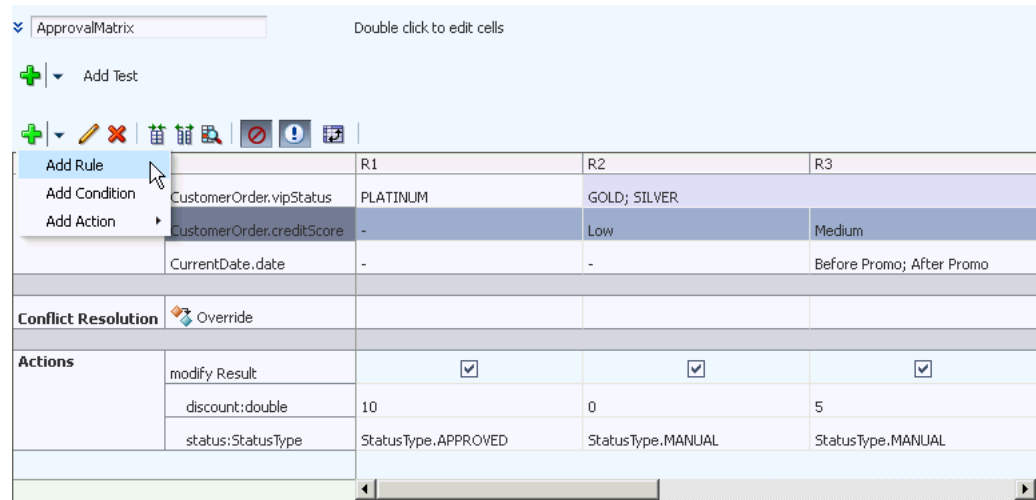 ApprovalMatrix Double click to edit cells
Add Test
Add Rule R1 R2 R3
Add Condition CustomerOrder.vipStatus PLATINUM GOLD; SILVER
Add Action CustomerOrder.creditScore - Low Medium
CurrentDate.date - - Before Promo; After Promo
Conflict Resolution Override
Actions modify Result
discount:double 10 0 5
status:StatusType StatusType.APPROVED StatusType.MANUAL StatusType.MANUAL